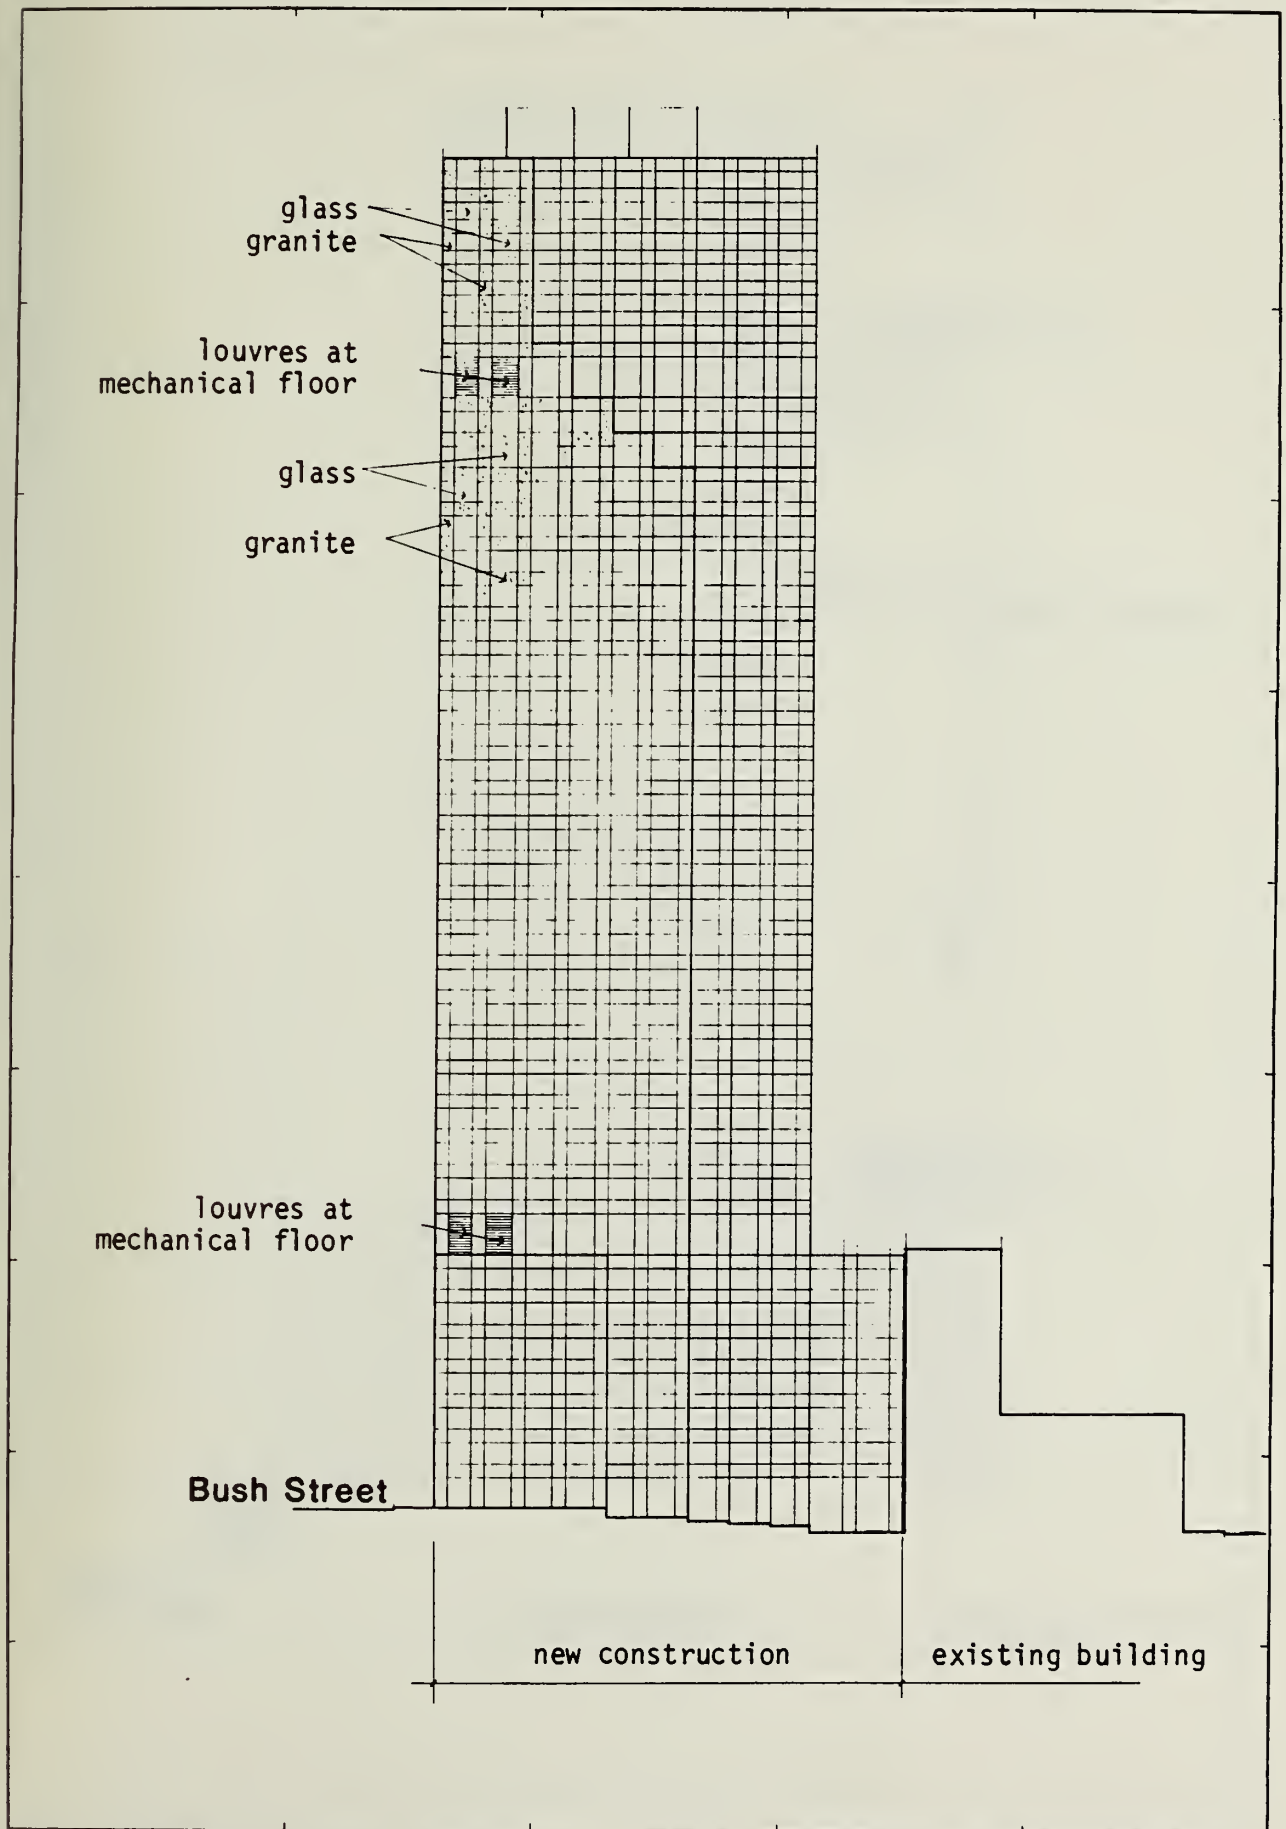 glass
granite
louvres at
mechanical floor
glass
granite
louvres at
mechanical floor
Bush Street
new construction
existing building